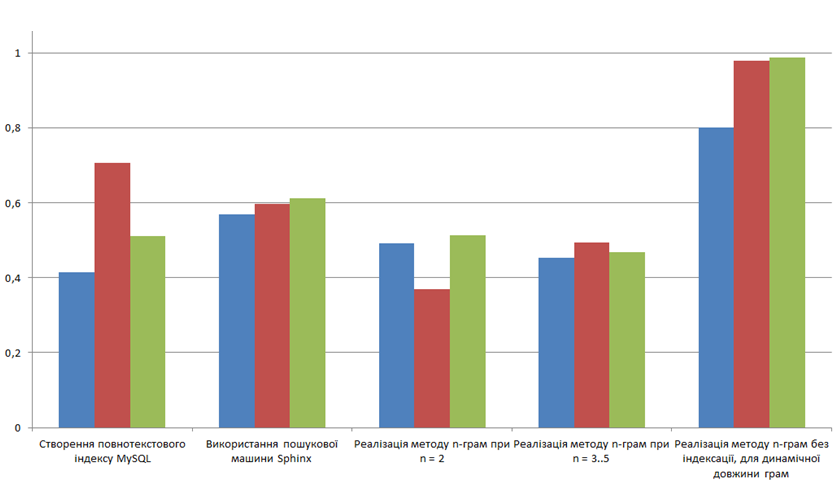 1
0,8
0,6
0,4
0,2
0
Створення повнотекстового
індексу MySQL
Використання пошукової
машини Sphinx
Реалізація методу n-грам при
n = 2
Реалізація методу n-грам при
n = 3..5
Реалізація методу n-грам без
індексації, для динамічної
довжини грам